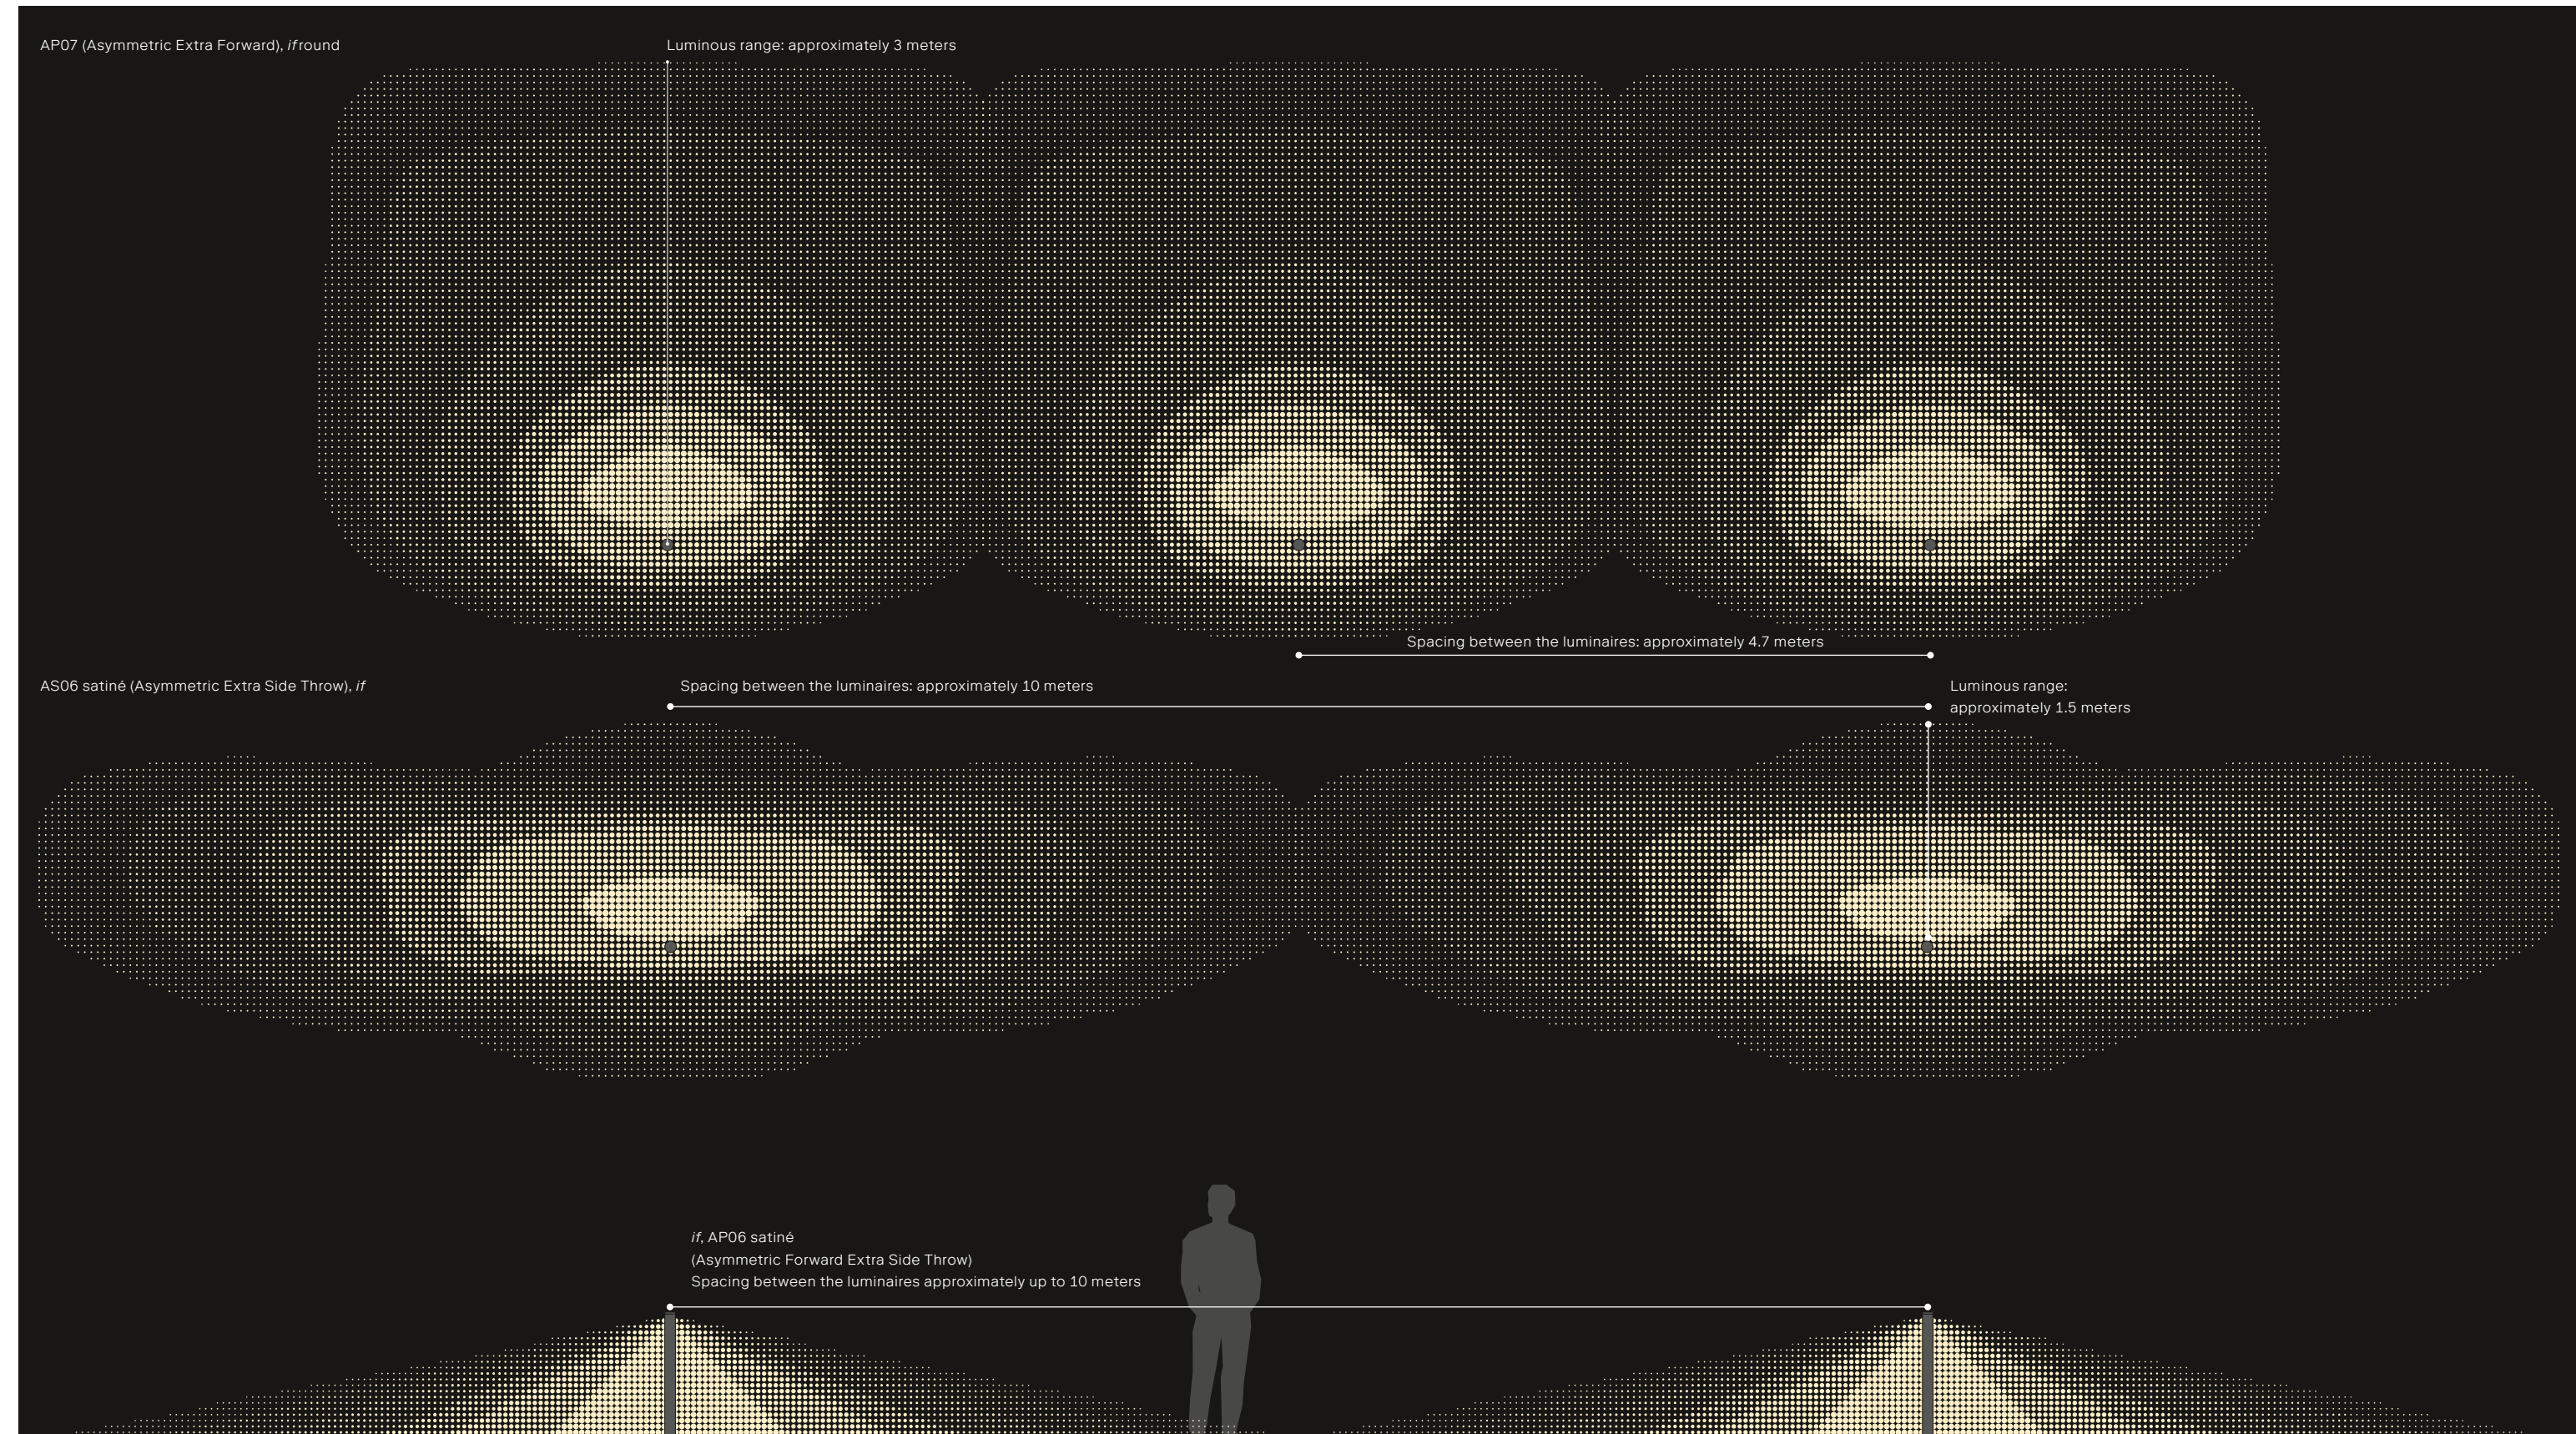 AP07 (Asymmetric Extra Forward), if round
Luminous range: approximately 3 meters
Spacing between the luminaires: approximately 4.7 meters
AS06 satiné (Asymmetric Extra Side Throw), if
Spacing between the luminaires: approximately 10 meters
Luminous range:
approximately 1.5 meters
if, AP06 satiné
(Asymmetric Forward Extra Side Throw)
Spacing between the luminaires approximately up to 10 meters